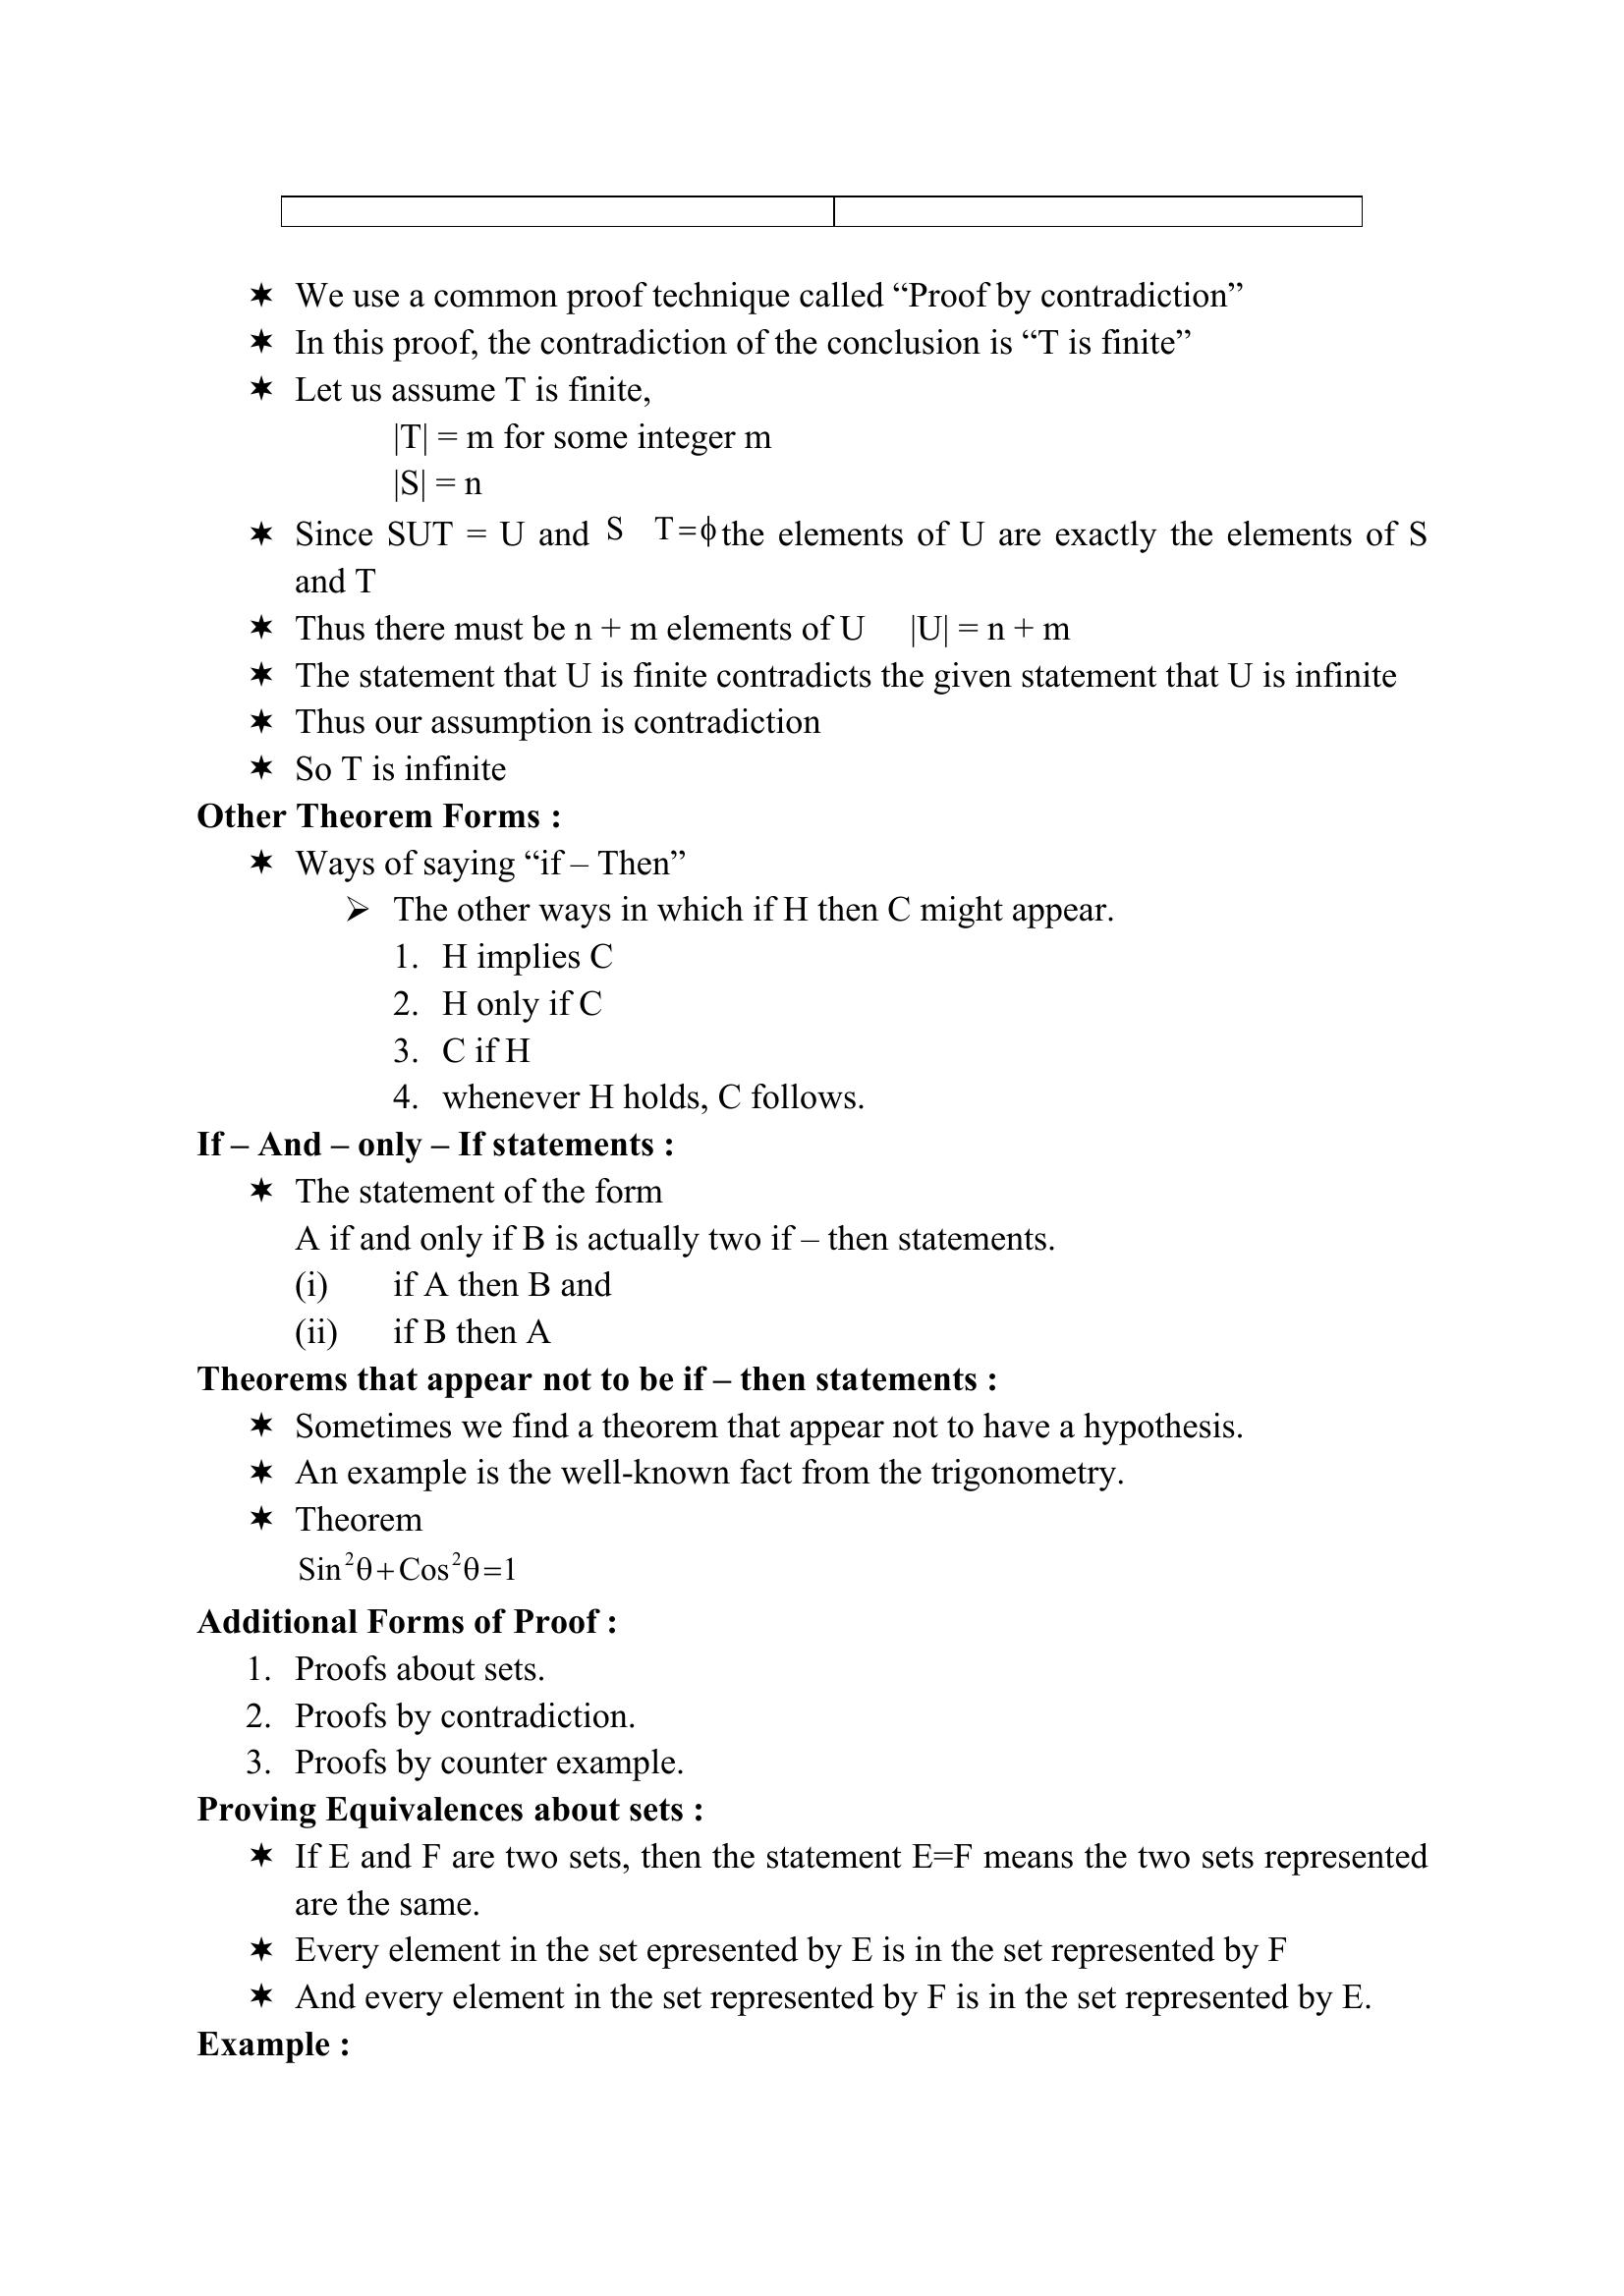 ✶ We use a common proof technique called “Proof by contradiction”
✶ In this proof, the contradiction of the conclusion is “T is finite”
✶ Let us assume T is finite,
|T| = m for some integer m
|S| = n
✶ Since SUT = U and S T=ϕ the elements of U are exactly the elements of S
and T
✶ Thus there must be n + m elements of U |U| = n + m
✶ The statement that U is finite contradicts the given statement that U is infinite
✶ Thus our assumption is contradiction
✶ So T is infinite
Other Theorem Forms :
✶ Ways of saying “if – Then”
➢ The other ways in which if H then C might appear.
1. H implies C
2. H only if C
3. C if H
4. whenever H holds, C follows.
If – And – only – If statements :
✶ The statement of the form
A if and only if B is actually two if – then statements.
(i) if A then B and
(ii) if B then A
Theorems that appear not to be if – then statements :
✶ Sometimes we find a theorem that appear not to have a hypothesis.
✶ An example is the well-known fact from the trigonometry.
✶ Theorem
Sin²θ+Cos²θ=1
Additional Forms of Proof :
1. Proofs about sets.
2. Proofs by contradiction.
3. Proofs by counter example.
Proving Equivalences about sets :
✶ If E and F are two sets, then the statement E=F means the two sets represented
are the same.
✶ Every element in the set epresented by E is in the set represented by F
✶ And every element in the set represented by F is in the set represented by E.
Example :